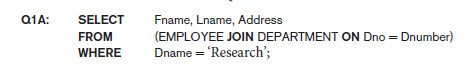 Q1A: SELECT Fname, Lname, Address
FROM (EMPLOYEE JOIN DEPARTMENT ON Dno = Dnumber)
WHERE Dname = ‘Research’;